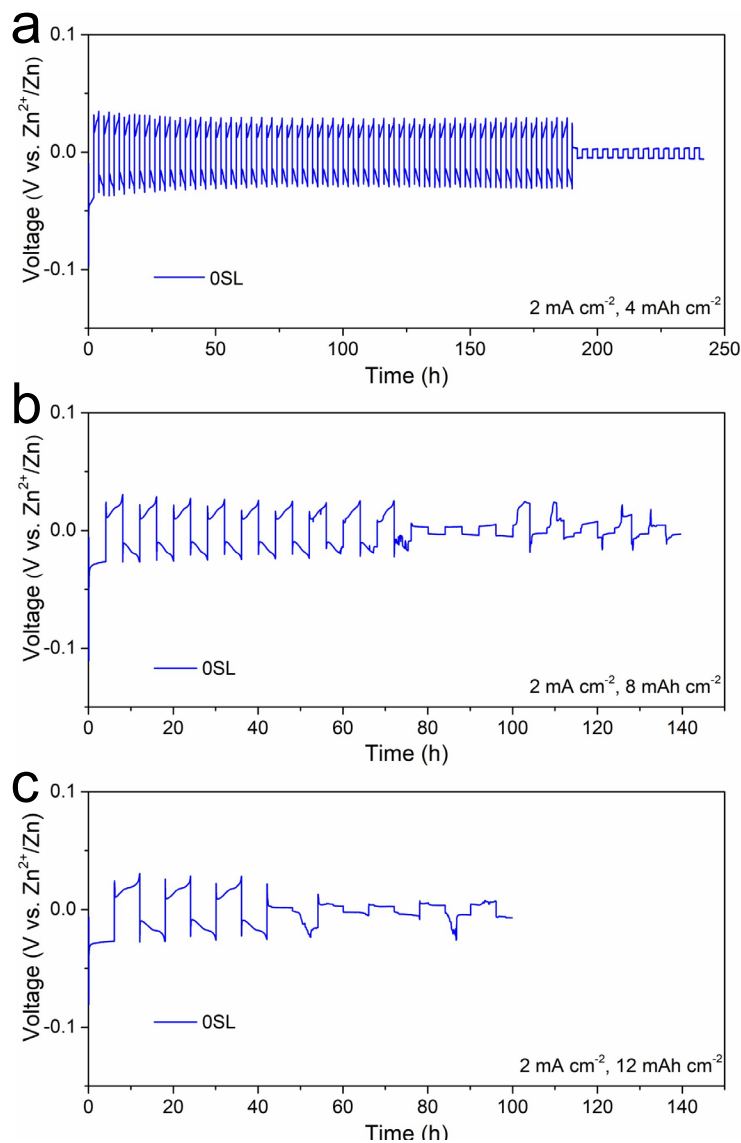 a
0.1
0.0
-0.1
Voltage (V vs. Zn²⁺/Zn)
0SL
2 mA cm⁻², 4 mAh cm⁻²
0 50 100 150 200 250
Time (h)
b
0.1
0.0
-0.1
Voltage (V vs. Zn²⁺/Zn)
0SL
2 mA cm⁻², 8 mAh cm⁻²
0 20 40 60 80 100 120 140
Time (h)
c
0.1
0.0
-0.1
Voltage (V vs. Zn²⁺/Zn)
0SL
2 mA cm⁻², 12 mAh cm⁻²
0 20 40 60 80 100 120 140
Time (h)